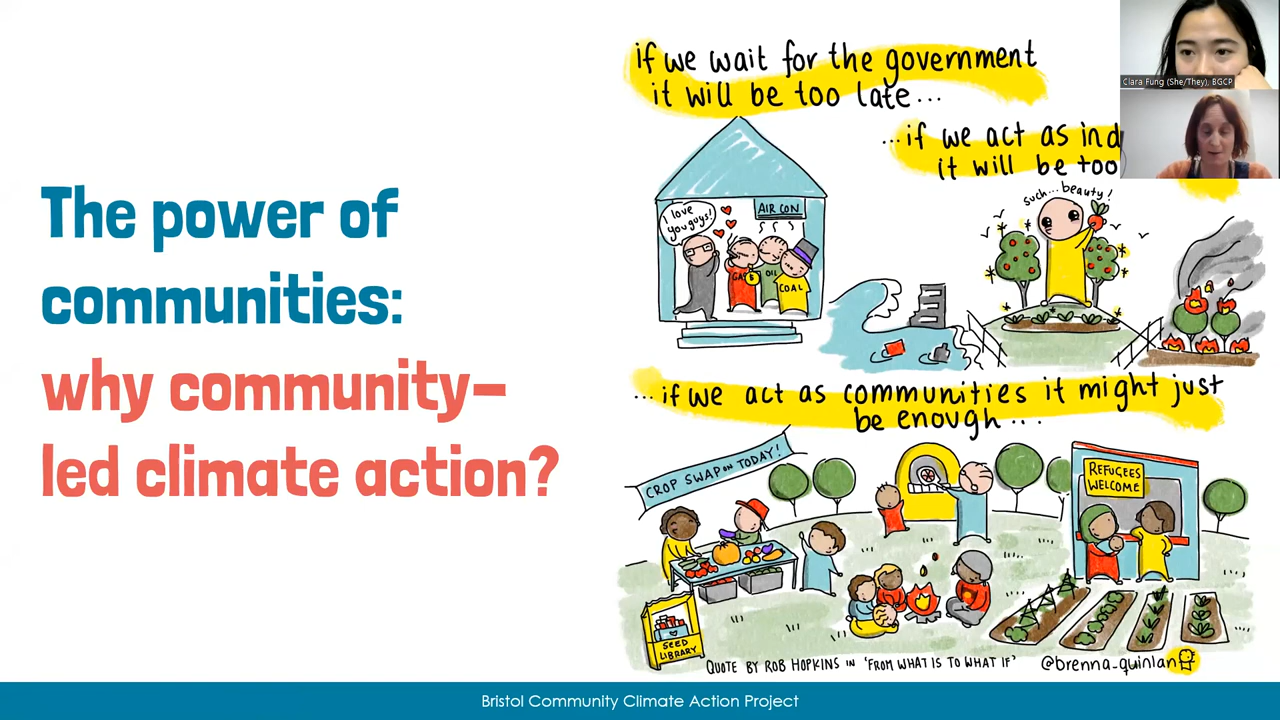 The power of
communities:
why community-
led climate action?
if we wait for the government
it will be too late...
...if we act as
it will be too
I love
you guys!
AIR CON
GAS
$
OIL
COAL
such... beauty!
...if we act as communities it might just
be enough...
CROP SWAP ON TODAY!
REFUGEES
WELCOME
SEED
LIBRARY
QUOTE BY ROB HOPKINS IN 'FROM WHAT IS TO WHAT IF'
@brenna_quinlan
Clara Fung (She/They), BGCP
Bristol Community Climate Action Project